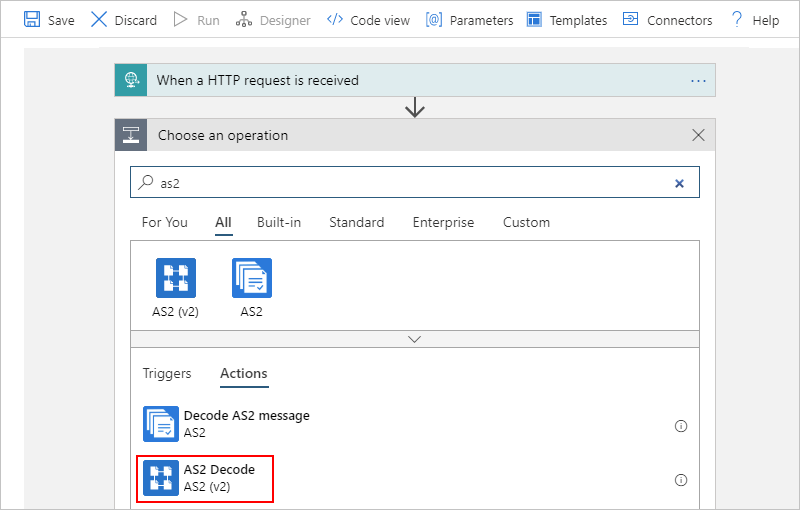 Save Discard Run Designer Code view Parameters Templates Connectors Help
When a HTTP request is received
Choose an operation
as2
For You All Built-in Standard Enterprise Custom
AS2 (v2) AS2
Triggers Actions
Decode AS2 message
AS2
AS2 Decode
AS2 (v2)